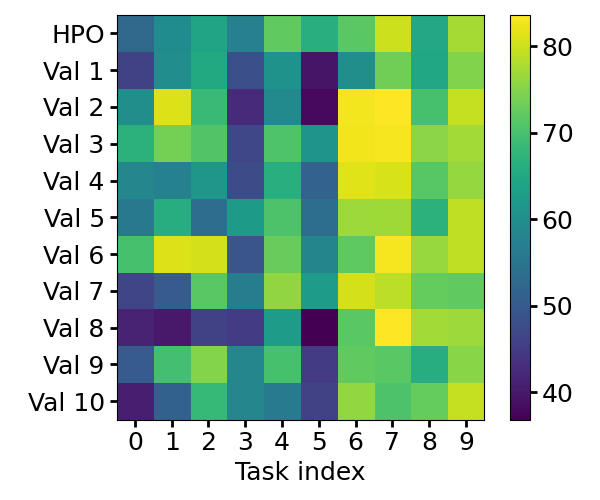 HPO
Val 1
Val 2
Val 3
Val 4
Val 5
Val 6
Val 7
Val 8
Val 9
Val 10
0 1 2 3 4 5 6 7 8 9
Task index
80
70
60
50
40